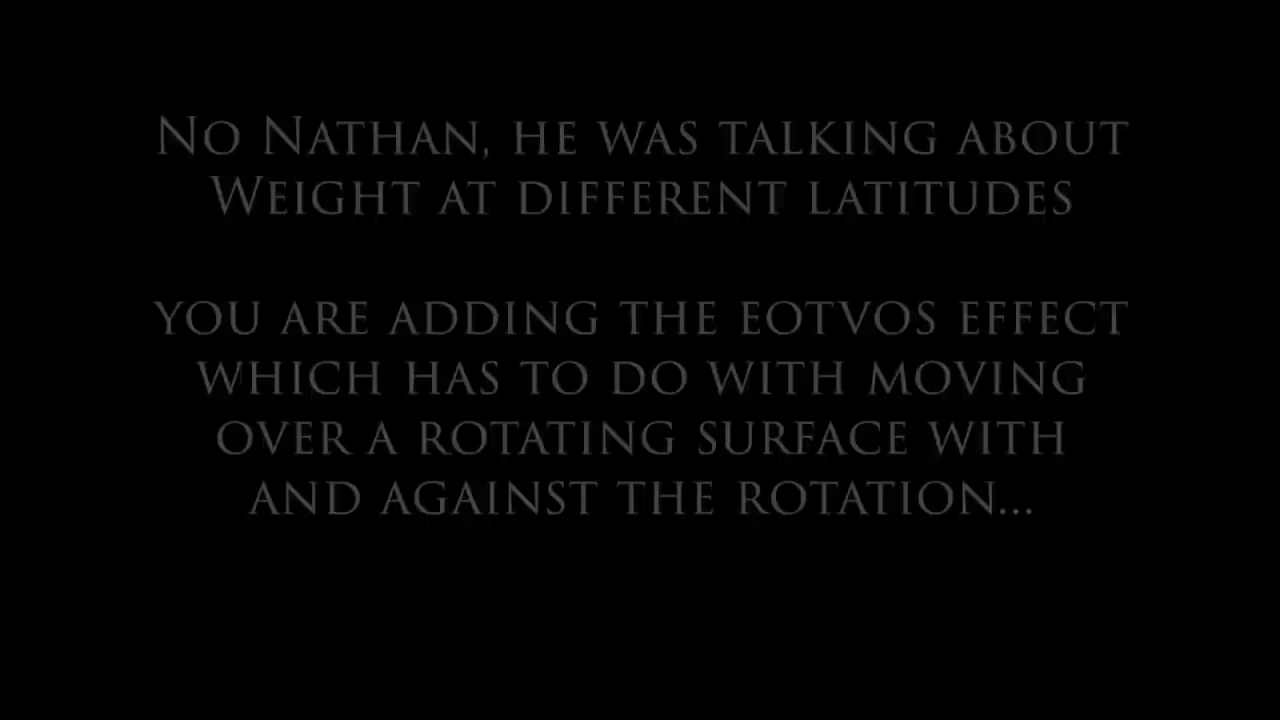 No Nathan, he was talking about
Weight at different latitudes
you are adding the eotvos effect
which has to do with moving
over a rotating surface with
and against the rotation...